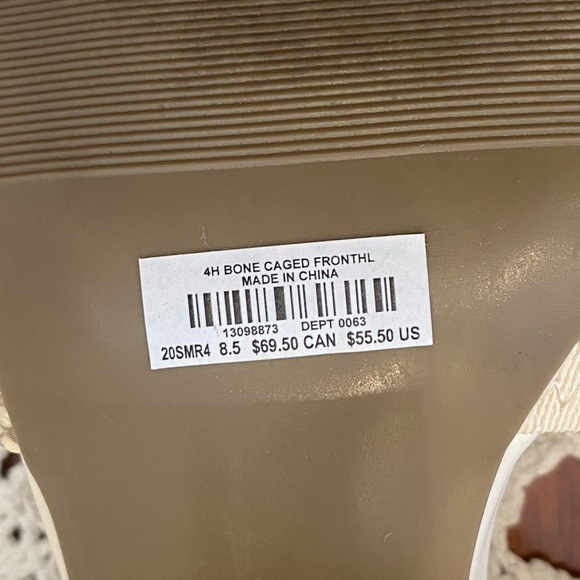 4H BONE CAGED FRONTHL
MADE IN CHINA
13098873 DEPT 0063
20SMR4 8.5 $69.50 CAN $55.50 US